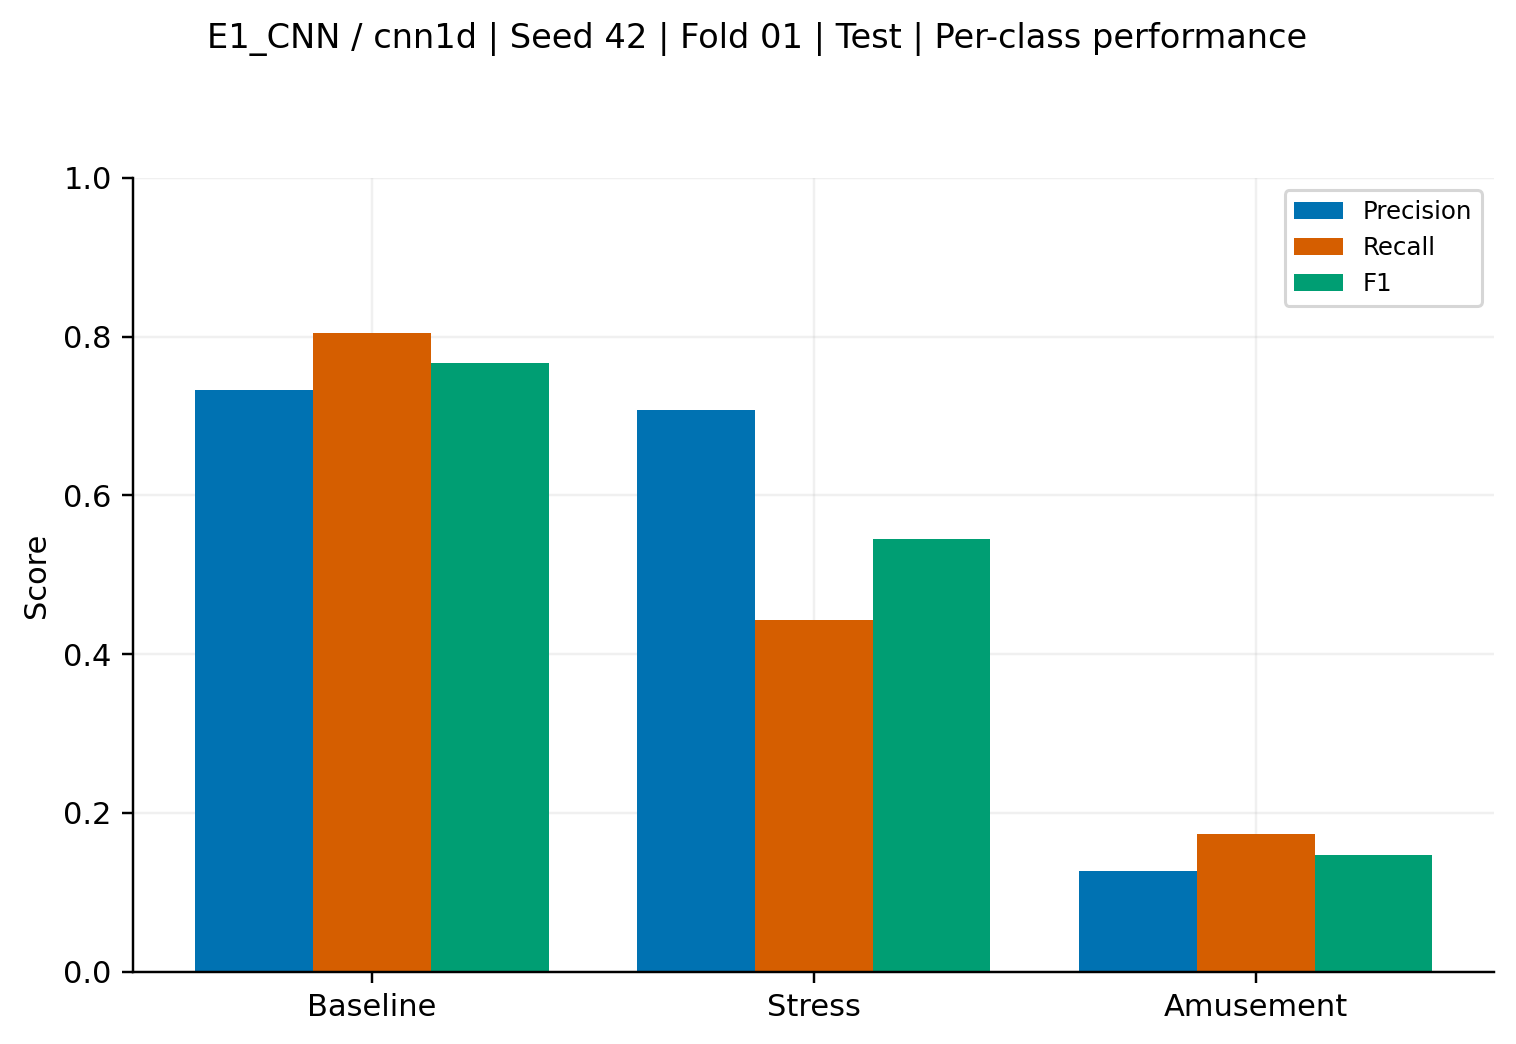 E1_CNN / cnn1d | Seed 42 | Fold 01 | Test | Per-class performance
1.0
0.8
0.6
0.4
0.2
0.0
Score
Precision
Recall
F1
Baseline
Stress
Amusement